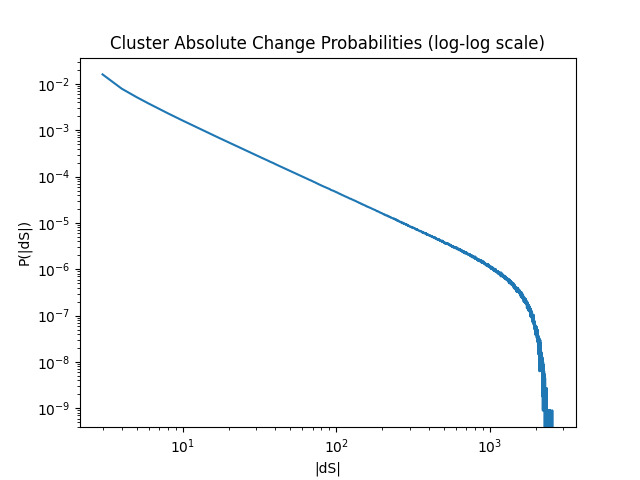 Cluster Absolute Change Probabilities (log-log scale)
P(|dS|)
10⁻²
10⁻³
10⁻⁴
10⁻⁵
10⁻⁶
10⁻⁷
10⁻⁸
10⁻⁹
10¹ 10² 10³
|dS|